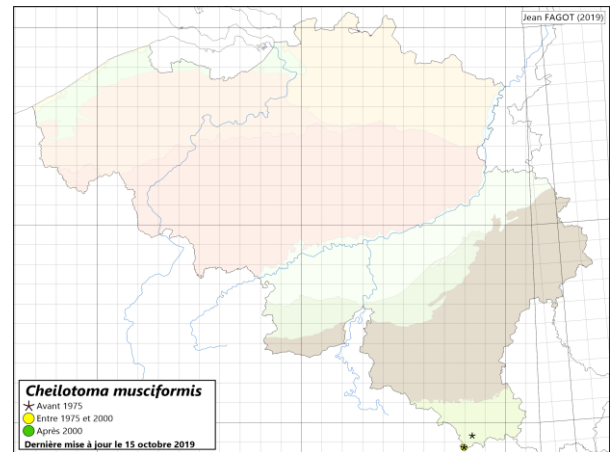 Jean FAGOT (2019)
Cheilotoma musciformis
Avant 1975
Entre 1975 et 2000
Après 2000
Dernière mise à jour le 15 octobre 2019